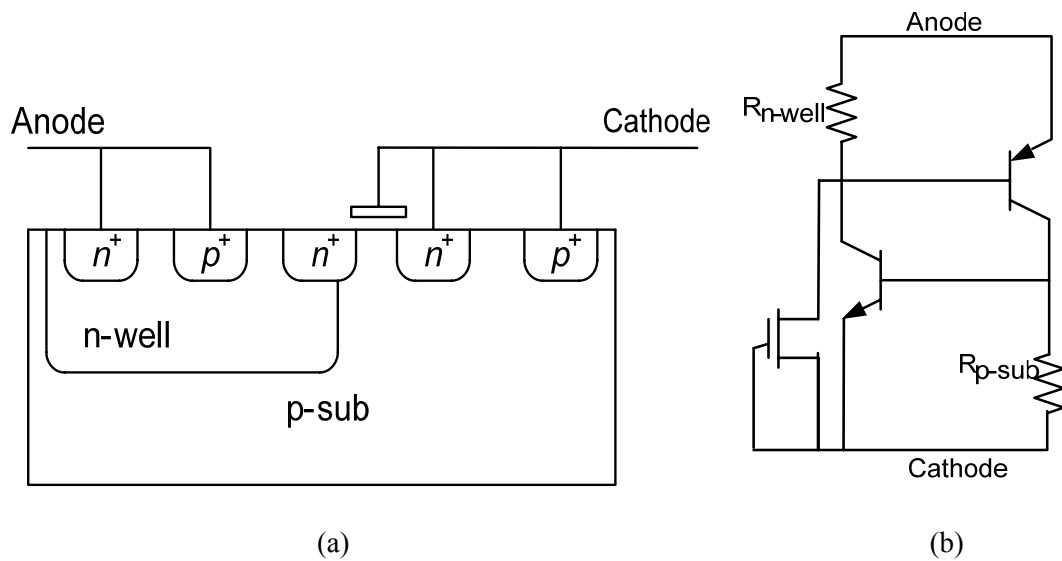 Anode
Cathode
n+ p+ n+ n+ p+
n-well
p-sub
(a)
Anode
Rn-well
Rp-sub
Cathode
(b)